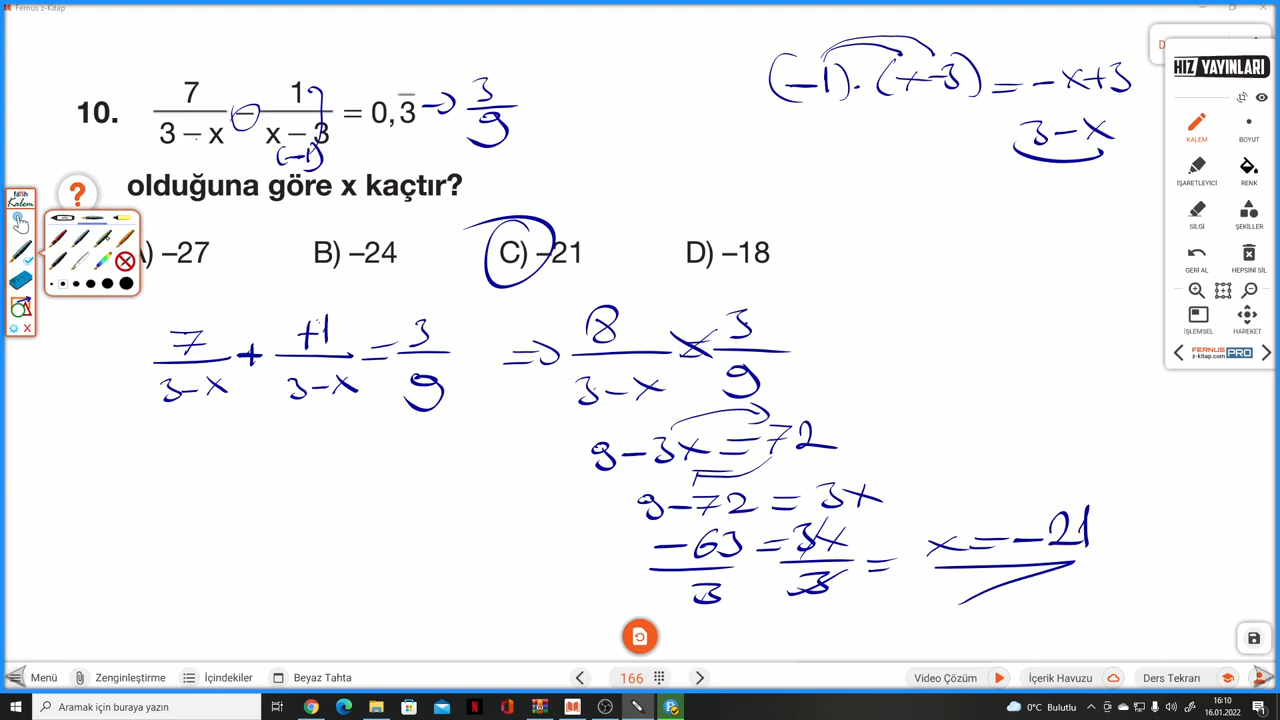 Fernus z-Kitap
(-1).(x-3) = -x+3
3-x
10. 7/(3 – x) – 1/(x – 3) = 0,3̅ → 3/9
(-1)
olduğuna göre x kaçtır?
A) –27 B) –24 C) –21 D) –18
7/(3-x) + +1/(3-x) = 3/9 ⇒ 8/(3-x) = 3/9
9-3x = 72
9-72 = 3x
-63/3 = 3x/3 = x = -21
HIZ YAYINLARI
KALEM BOYUT
İŞARETLEYİCİ RENK
SİLGİ ŞEKİLLER
GERİ AL HEPSİNİ SİL
İŞLEMSEL HAREKET
FERNUS PRO
z-kitap.com
fatih
Kalem
?
Menü Zenginleştirme İçindekiler Beyaz Tahta 166 Video Çözüm İçerik Havuzu Ders Tekrarı
Aramak için buraya yazın 0°C Bulutlu 16:10
16.01.2022